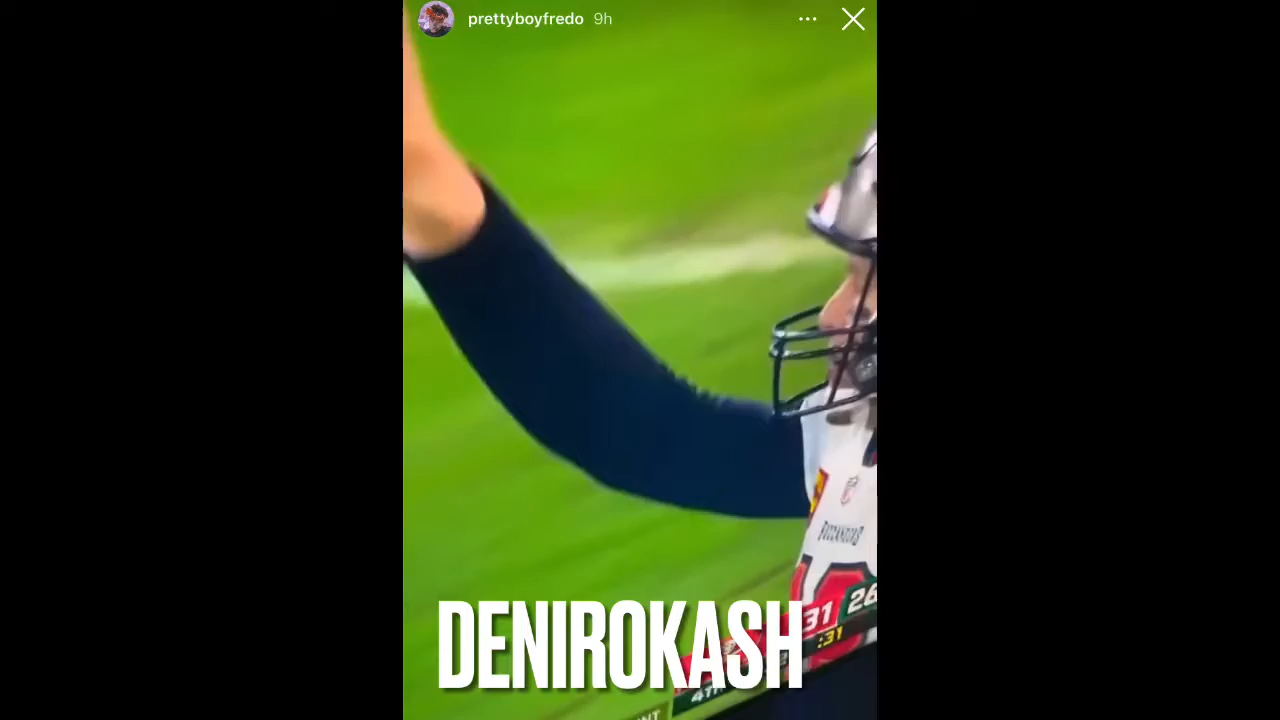 prettyboyfredo 9h
BUCCANEERS
31 26
:31
4TH
DENIROKASH